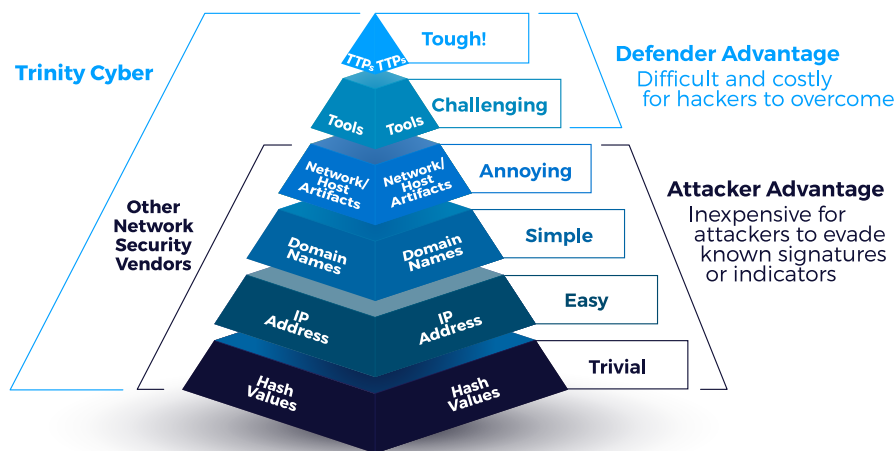 TTPs TTPs
Tough!
Trinity Cyber
Defender Advantage
Difficult and costly
for hackers to overcome
Tools Tools
Challenging
Network/
Host
Artifacts
Network/
Host
Artifacts
Annoying
Other
Network
Security
Vendors
Attacker Advantage
Inexpensive for
attackers to evade
known signatures
or indicators
Domain
Names
Domain
Names
Simple
IP
Address
IP
Address
Easy
Hash
Values
Hash
Values
Trivial